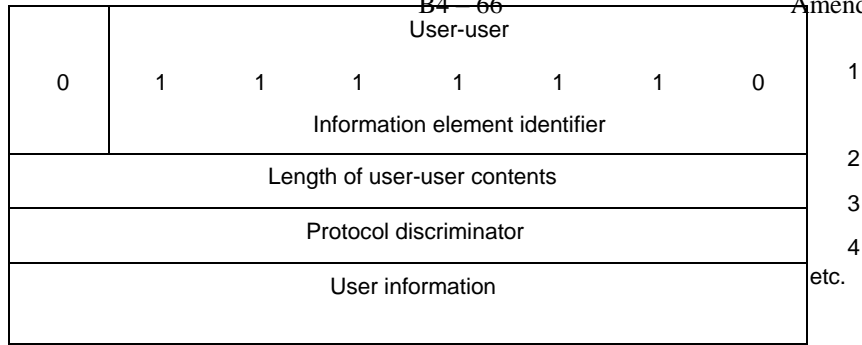 B4 – 66 Amend
User-user
0 1 1 1 1 1 1 0 1
Information element identifier
2
Length of user-user contents
3
Protocol discriminator
4
User information
etc.